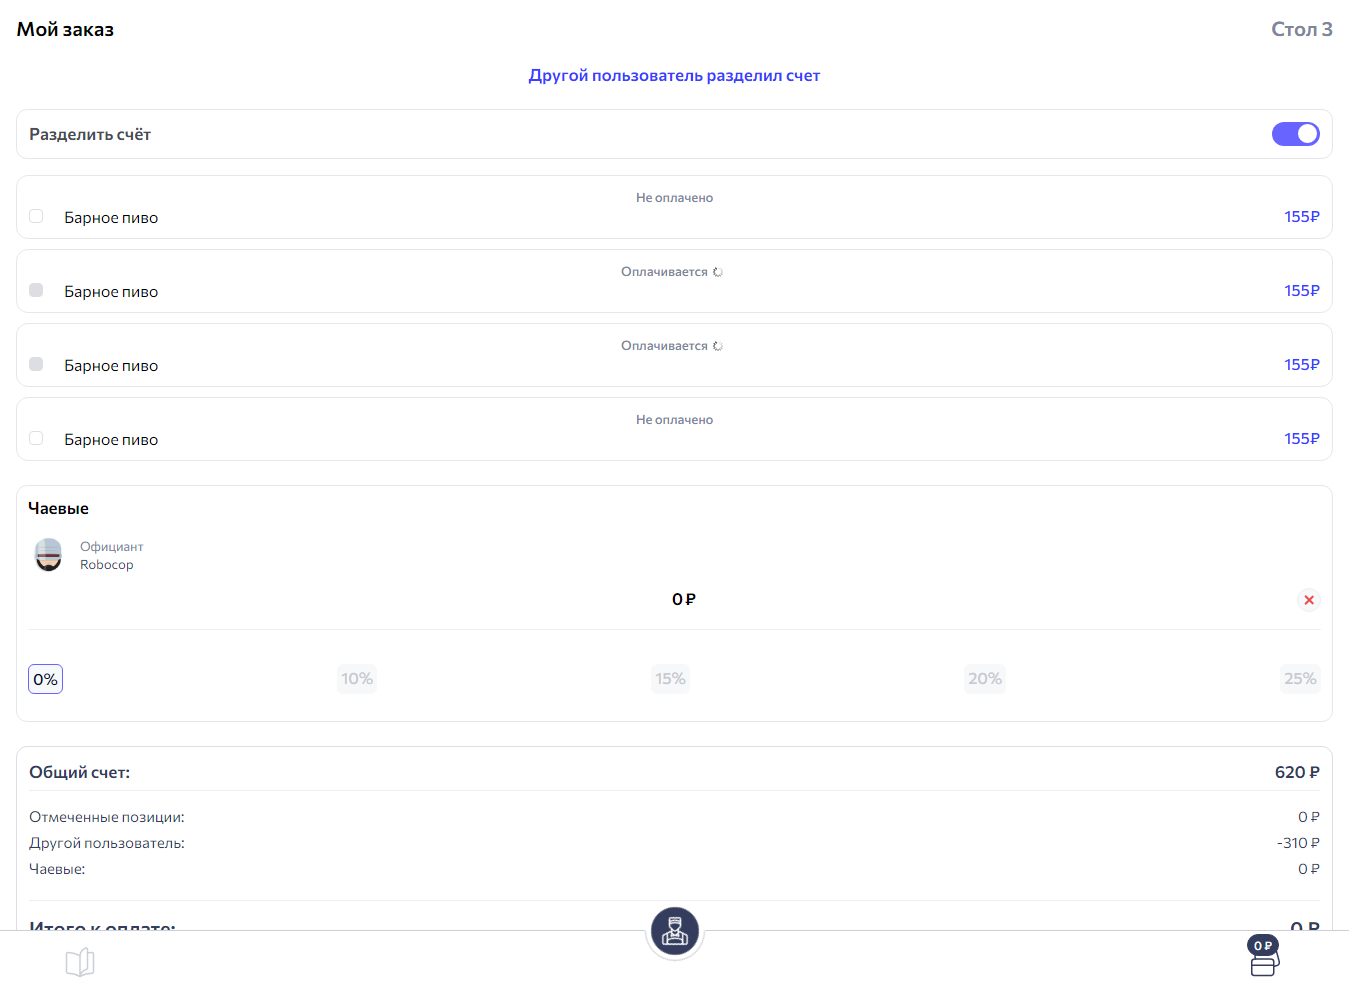 Мой заказ
Стол 3
Другой пользователь разделил счет
Разделить счёт
Не оплачено
Барное пиво
155₽
Оплачивается
Барное пиво
155₽
Оплачивается
Барное пиво
155₽
Не оплачено
Барное пиво
155₽
Чаевые
Официант
Robocop
0 ₽
0%
10%
15%
20%
25%
Общий счет:
620 ₽
Отмеченные позиции:
0 ₽
Другой пользователь:
-310 ₽
Чаевые:
0 ₽
Итого к оплате:
0 ₽
0 ₽